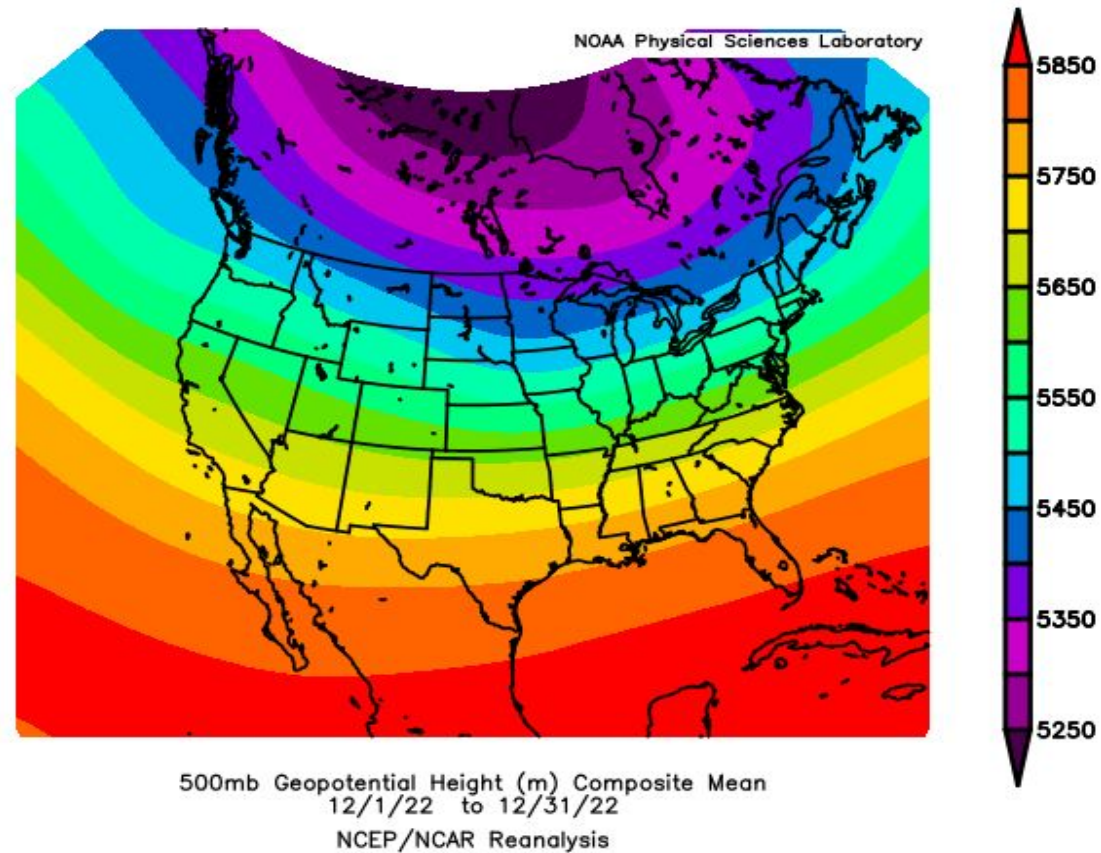 NOAA Physical Sciences Laboratory
5850
5750
5650
5550
5450
5350
5250
500mb Geopotential Height (m) Composite Mean
12/1/22 to 12/31/22
NCEP/NCAR Reanalysis